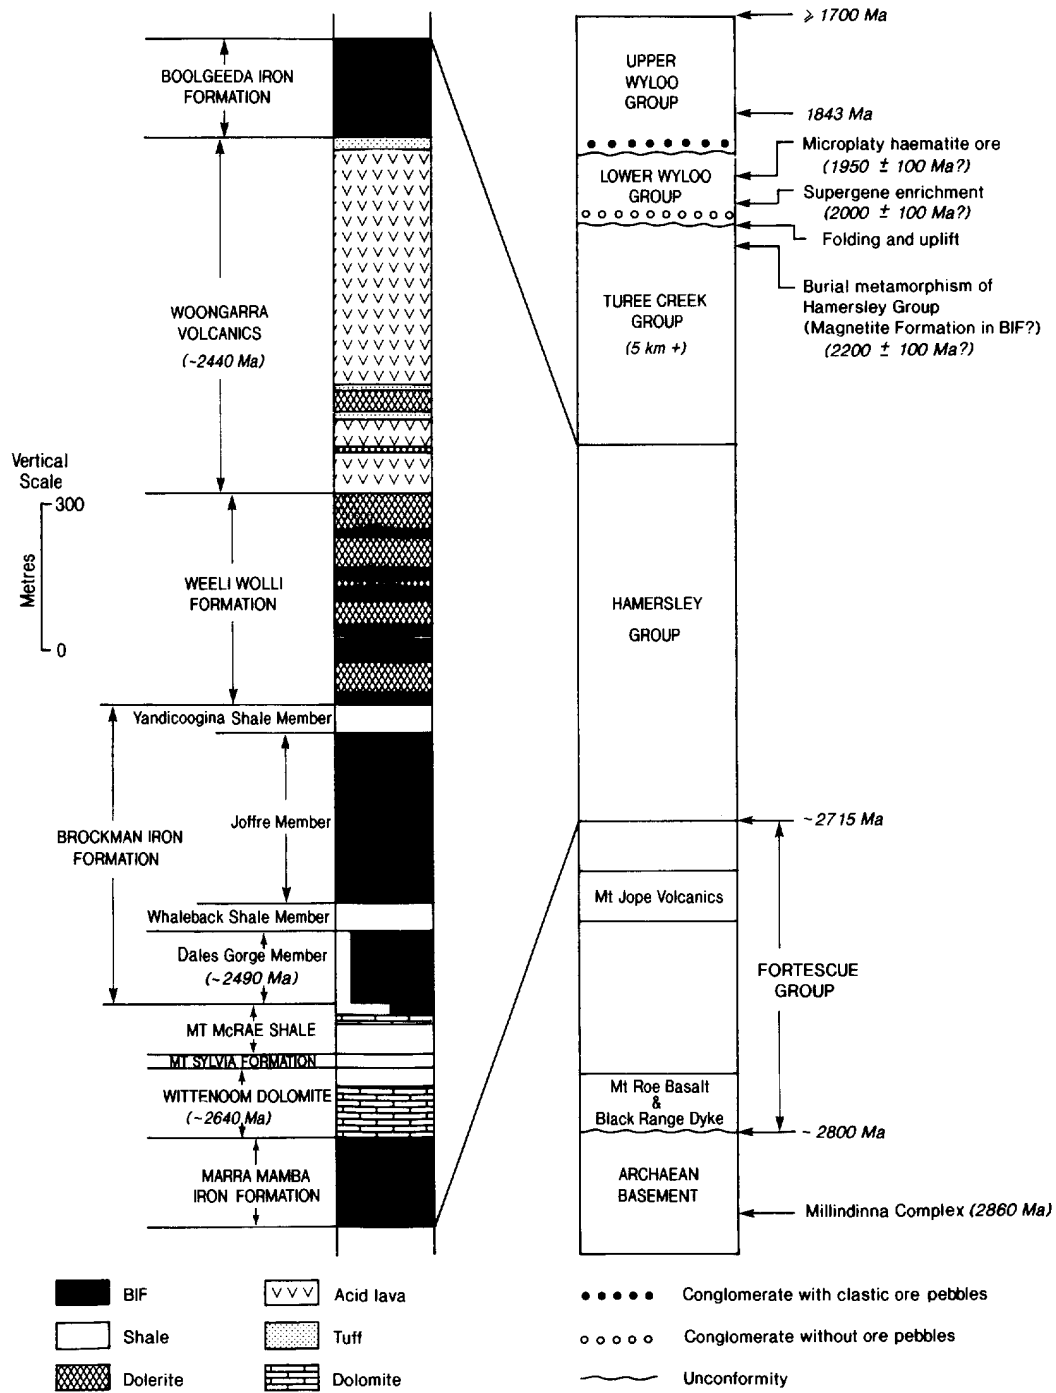 BOOLGEEDA IRON
FORMATION
WOONGARRA
VOLCANICS
(~2440 Ma)
Vertical
Scale
300
Metres
0
WEELI WOLLI
FORMATION
Yandicoogina Shale Member
Joffre Member
BROCKMAN IRON
FORMATION
Whaleback Shale Member
Dales Gorge Member
(~2490 Ma)
MT McRAE SHALE
MT SYLVIA FORMATION
WITTENOOM DOLOMITE
(~2640 Ma)
MARRA MAMBA
IRON FORMATION
⩾ 1700 Ma
UPPER
WYLOO
GROUP
1843 Ma
Microplaty haematite ore
(1950 ± 100 Ma?)
LOWER WYLOO
GROUP
Supergene enrichment
(2000 ± 100 Ma?)
Folding and uplift
TUREE CREEK
GROUP
(5 km +)
Burial metamorphism of
Hamersley Group
(Magnetite Formation in BIF?)
(2200 ± 100 Ma?)
HAMERSLEY
GROUP
~2715 Ma
Mt Jope Volcanics
FORTESCUE
GROUP
Mt Roe Basalt
&
Black Range Dyke
~2800 Ma
ARCHAEAN
BASEMENT
Millindinna Complex (2860 Ma)
BIF
Shale
Dolerite
Acid lava
Tuff
Dolomite
Conglomerate with clastic ore pebbles
Conglomerate without ore pebbles
Unconformity